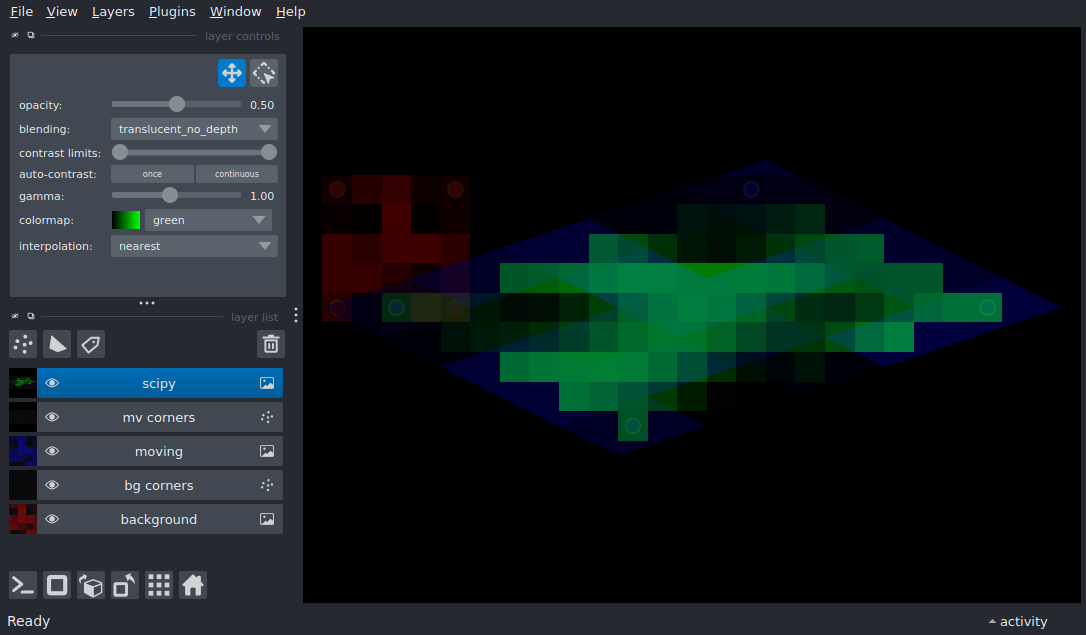 File View Layers Plugins Window Help
layer controls
opacity: 0.50
blending: translucent_no_depth
contrast limits:
auto-contrast: once continuous
gamma: 1.00
colormap: green
interpolation: nearest
layer list
scipy
mv corners
moving
bg corners
background
Ready activity